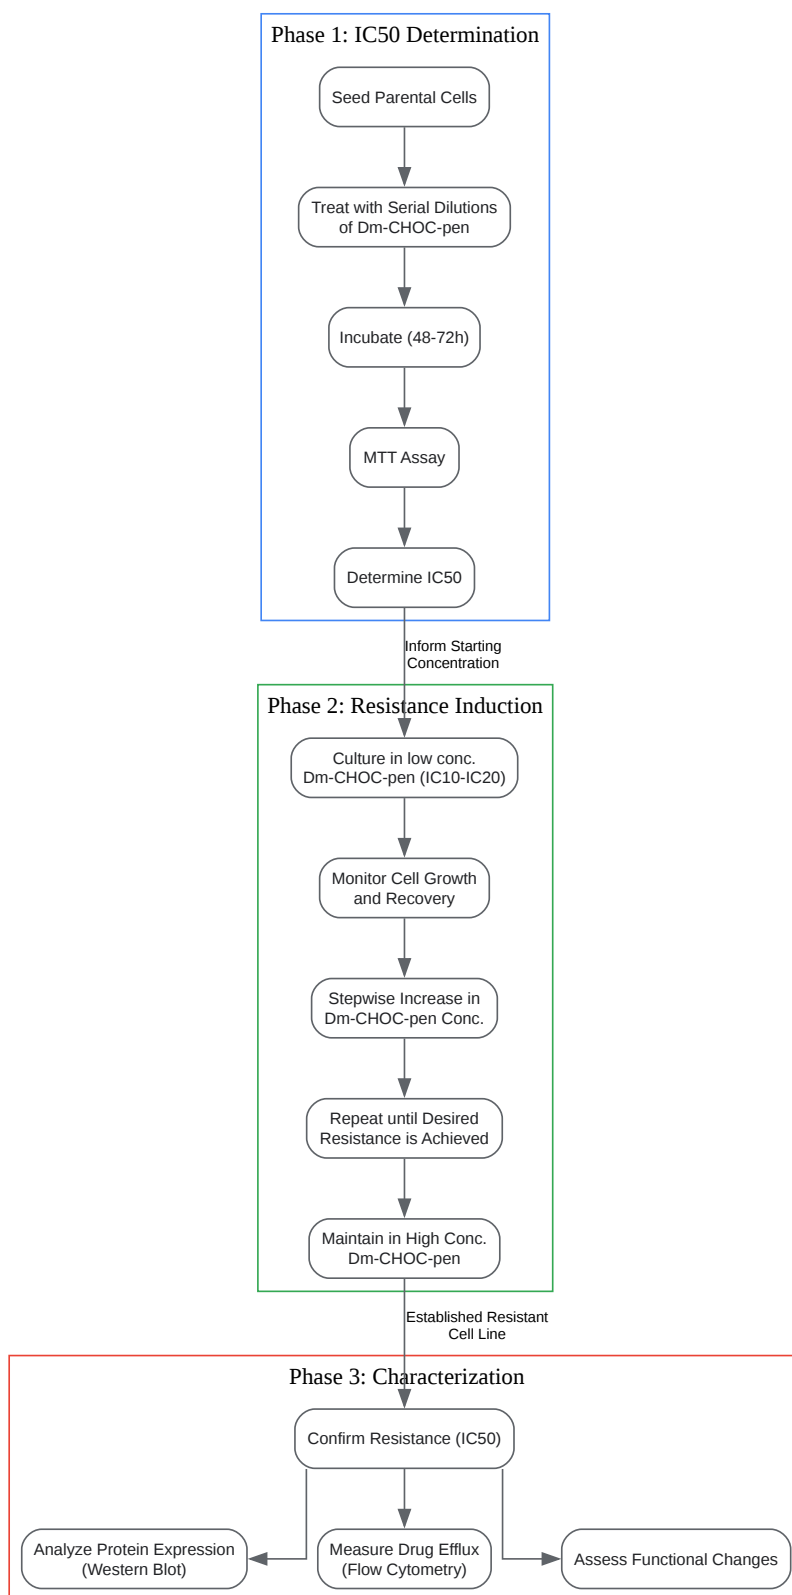 Phase 1: IC50 Determination
Seed Parental Cells
Treat with Serial Dilutions
of Dm-CHOC-pen
Incubate (48-72h)
MTT Assay
Determine IC50
Inform Starting
Concentration
Phase 2: Resistance Induction
Culture in low conc.
Dm-CHOC-pen (IC10-IC20)
Monitor Cell Growth
and Recovery
Stepwise Increase in
Dm-CHOC-pen Conc.
Repeat until Desired
Resistance is Achieved
Maintain in High Conc.
Dm-CHOC-pen
Established Resistant
Cell Line
Phase 3: Characterization
Confirm Resistance (IC50)
Analyze Protein Expression
(Western Blot)
Measure Drug Efflux
(Flow Cytometry)
Assess Functional Changes